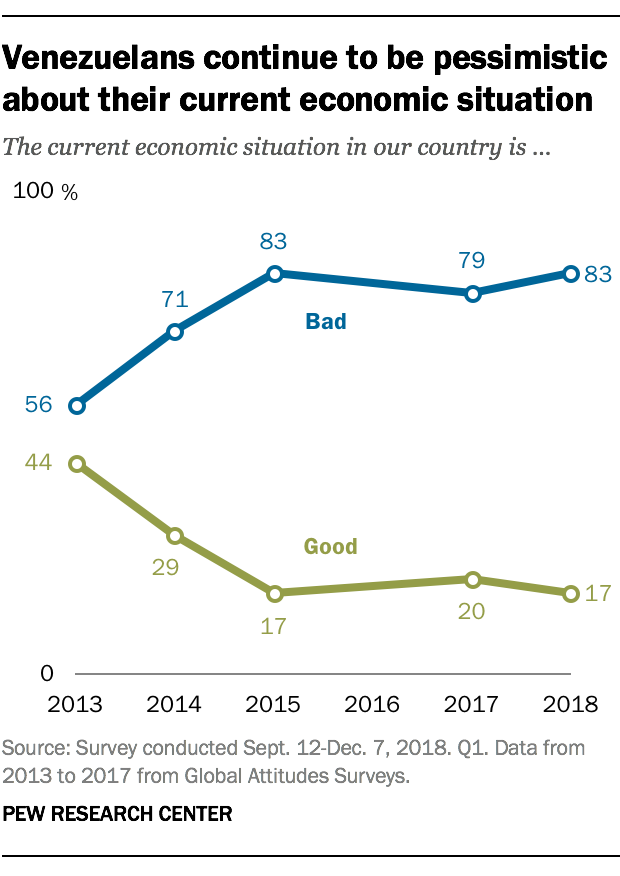 Venezuelans continue to be pessimistic
about their current economic situation
The current economic situation in our country is ...
100 %
83
79
83
71
Bad
56
44
Good
29
20
17
17
0
2013 2014 2015 2016 2017 2018
Source: Survey conducted Sept. 12-Dec. 7, 2018. Q1. Data from
2013 to 2017 from Global Attitudes Surveys.
PEW RESEARCH CENTER